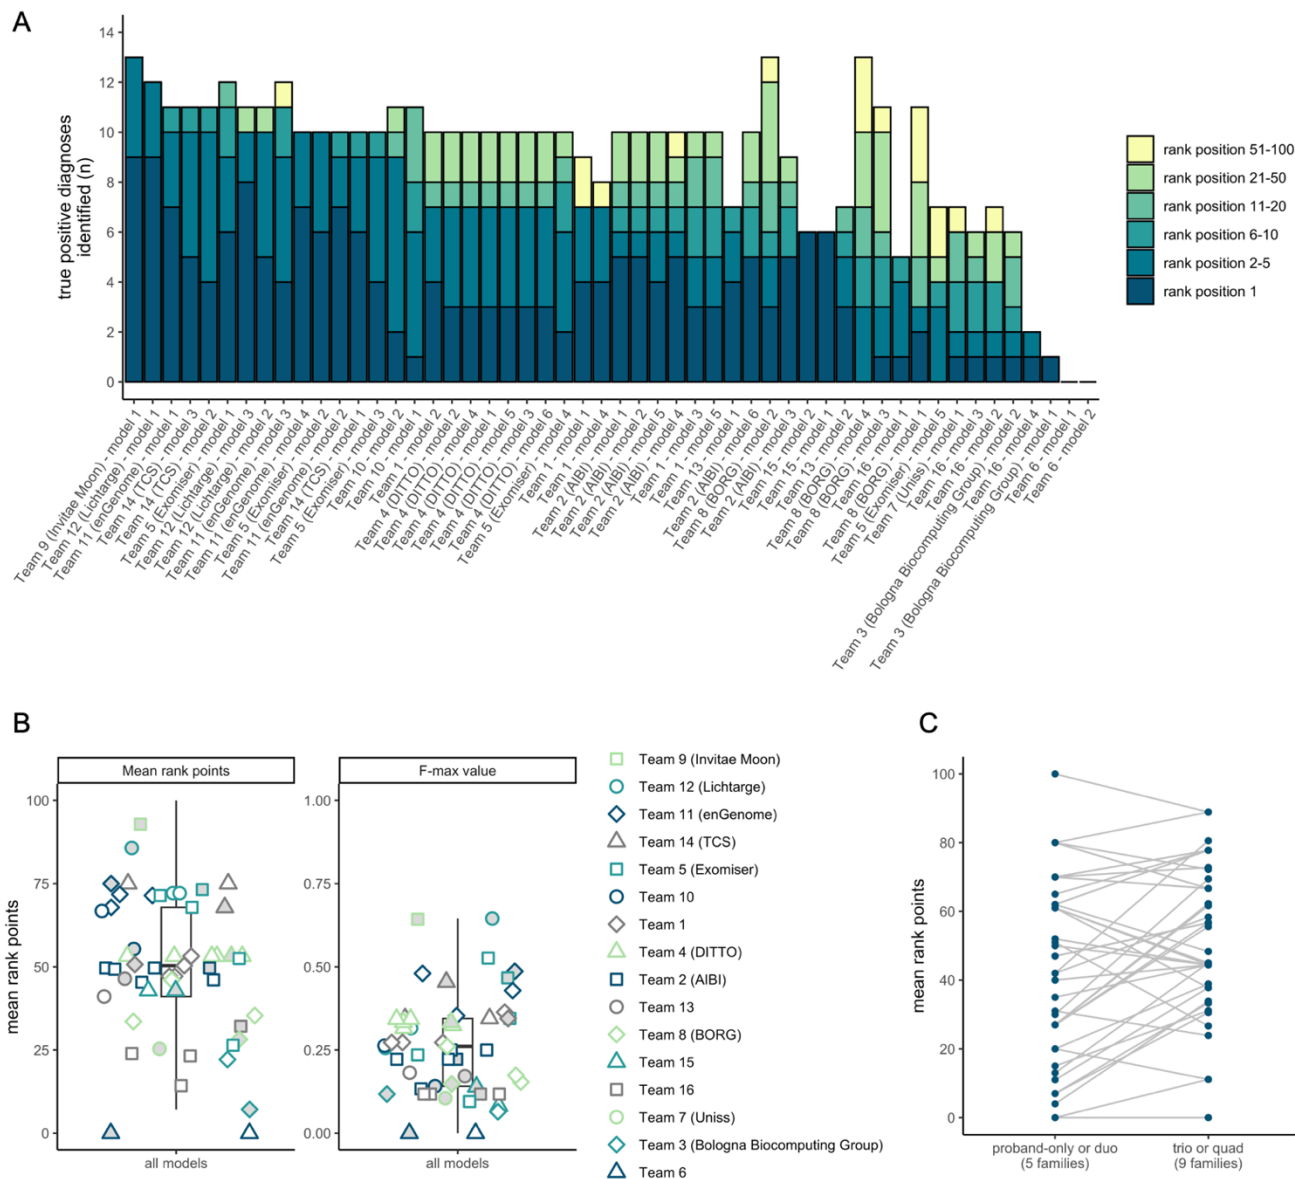 A
true positive diagnoses
identified (n)
14
12
10
8
6
4
2
0
rank position 51-100
rank position 21-50
rank position 11-20
rank position 6-10
rank position 2-5
rank position 1
Team 9 (Invitae Moon) - model 1
Team 12 (Lichtarge) - model 1
Team 11 (enGenome) - model 1
Team 14 (TCS) - model 3
Team 14 (TCS) - model 2
Team 5 (Exomiser) - model 1
Team 12 (Lichtarge) - model 3
Team 12 (Lichtarge) - model 2
Team 11 (enGenome) - model 3
Team 11 (enGenome) - model 4
Team 5 (Exomiser) - model 2
Team 11 (enGenome) - model 2
Team 14 (TCS) - model 1
Team 5 (Exomiser) - model 3
Team 10 - model 2
Team 10 - model 1
Team 1 - model 2
Team 4 (DITTO) - model 2
Team 4 (DITTO) - model 4
Team 4 (DITTO) - model 1
Team 4 (DITTO) - model 5
Team 4 (DITTO) - model 3
Team 4 (DITTO) - model 6
Team 5 (Exomiser) - model 4
Team 1 - model 1
Team 1 - model 4
Team 2 (AIBI) - model 1
Team 2 (AIBI) - model 2
Team 2 (AIBI) - model 5
Team 2 (AIBI) - model 4
Team 1 - model 3
Team 1 - model 5
Team 13 - model 1
Team 2 (AIBI) - model 6
Team 8 (BORG) - model 2
Team 2 (AIBI) - model 3
Team 15 - model 2
Team 15 - model 1
Team 13 - model 2
Team 8 (BORG) - model 4
Team 8 (BORG) - model 3
Team 16 - model 1
Team 8 (BORG) - model 1
Team 5 (Exomiser) - model 5
Team 7 (Uniss) - model 1
Team 16 - model 3
Team 16 - model 2
Team 3 (Bologna Biocomputing Group) - model 2
Team 16 - model 4
Team 3 (Bologna Biocomputing Group) - model 1
Team 6 - model 1
Team 6 - model 2
B
mean rank points
Mean rank points
100
75
50
25
0
all models
F-max value
1.00
0.75
0.50
0.25
0.00
all models
Team 9 (Invitae Moon)
Team 12 (Lichtarge)
Team 11 (enGenome)
Team 14 (TCS)
Team 5 (Exomiser)
Team 10
Team 1
Team 4 (DITTO)
Team 2 (AIBI)
Team 13
Team 8 (BORG)
Team 15
Team 16
Team 7 (Uniss)
Team 3 (Bologna Biocomputing Group)
Team 6
C
mean rank points
100
80
60
40
20
0
proband-only or duo
(5 families)
trio or quad
(9 families)